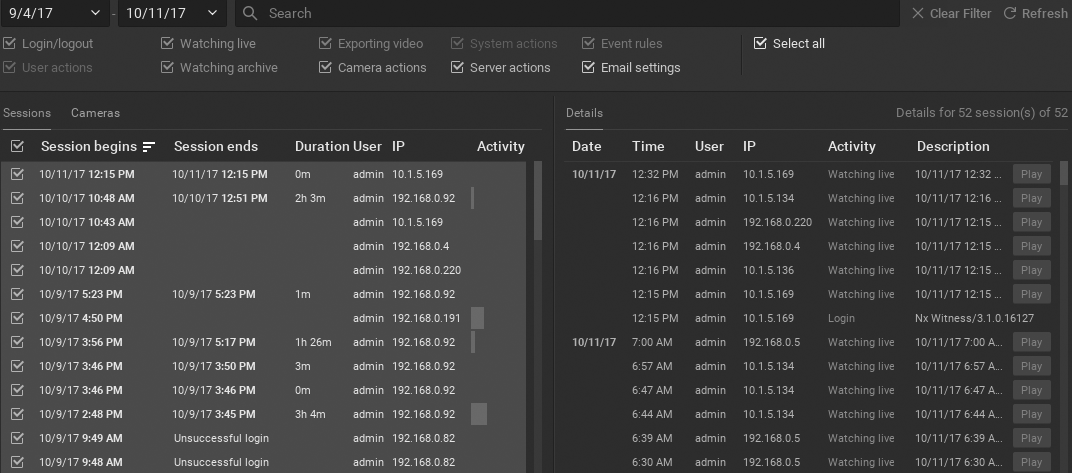 9/4/17 - 10/11/17 Search Clear Filter Refresh
Login/logout Watching live Exporting video System actions Event rules Select all
User actions Watching archive Camera actions Server actions Email settings
Sessions Cameras
Session begins Session ends Duration User IP Activity
10/11/17 12:15 PM 10/11/17 12:15 PM 0m admin 10.1.5.169
10/10/17 10:48 AM 10/10/17 12:51 PM 2h 3m admin 192.168.0.92
10/10/17 10:43 AM admin 10.1.5.169
10/10/17 12:09 AM admin 192.168.0.4
10/10/17 12:09 AM admin 192.168.0.220
10/9/17 5:23 PM 10/9/17 5:23 PM 1m admin 192.168.0.92
10/9/17 4:50 PM admin 192.168.0.191
10/9/17 3:56 PM 10/9/17 5:17 PM 1h 26m admin 192.168.0.92
10/9/17 3:46 PM 10/9/17 3:50 PM 3m admin 192.168.0.92
10/9/17 3:46 PM 10/9/17 3:46 PM 0m admin 192.168.0.92
10/9/17 2:48 PM 10/9/17 3:45 PM 3h 4m admin 192.168.0.92
10/9/17 9:49 AM Unsuccessful login admin 192.168.0.82
10/9/17 9:48 AM Unsuccessful login admin 192.168.0.82
Details Details for 52 session(s) of 52
Date Time User IP Activity Description
10/11/17 12:32 PM admin 10.1.5.169 Watching live 10/11/17 12:32 ... Play
12:16 PM admin 10.1.5.134 Watching live 10/11/17 12:16 ... Play
12:16 PM admin 192.168.0.220 Watching live 10/11/17 12:15 ... Play
12:16 PM admin 192.168.0.4 Watching live 10/11/17 12:15 ... Play
12:16 PM admin 10.1.5.136 Watching live 10/11/17 12:15 ... Play
12:15 PM admin 10.1.5.169 Watching live 10/11/17 12:15 ... Play
12:15 PM admin 10.1.5.169 Login Nx Witness/3.1.0.16127
10/11/17 7:00 AM admin 192.168.0.5 Watching live 10/11/17 7:00 A... Play
6:57 AM admin 10.1.5.134 Watching live 10/11/17 6:57 A... Play
6:47 AM admin 10.1.5.134 Watching live 10/11/17 6:47 A... Play
6:44 AM admin 10.1.5.134 Watching live 10/11/17 6:44 A... Play
6:39 AM admin 192.168.0.5 Watching live 10/11/17 6:39 A... Play
6:30 AM admin 192.168.0.5 Watching live 10/11/17 6:30 A... Play